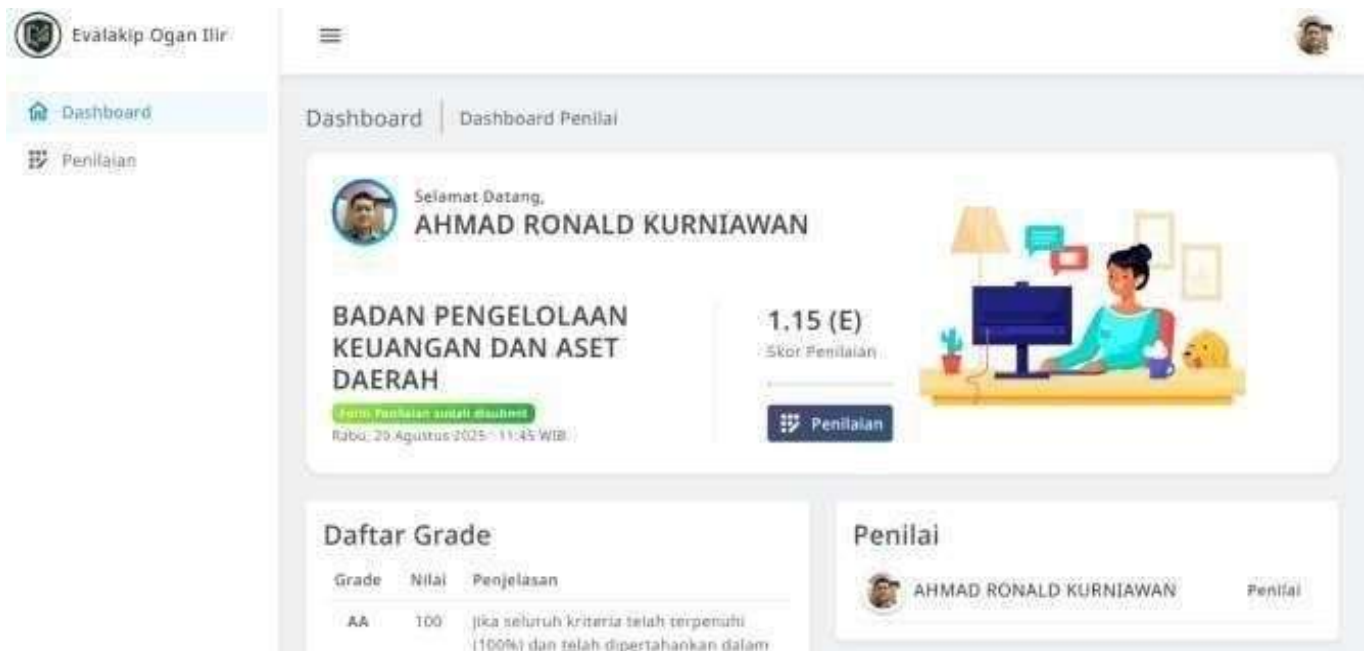 Evalakip Ogan Ilir
Dashboard
Penilaian
Dashboard | Dashboard Penilai
Selamat Datang,
AHMAD RONALD KURNIAWAN
BADAN PENGELOLAAN
KEUANGAN DAN ASET
DAERAH
Form Penilaian sudah disubmit
Rabu, 20 Agustus 2025 - 11:45 WIB
1.15 (E)
Skor Penilaian
Penilaian
Daftar Grade
Grade Nilai Penjelasan
AA 100 Jika seluruh kriteria telah terpenuhi
(100%) dan telah dipertahankan dalam
Penilai
AHMAD RONALD KURNIAWAN Penilai